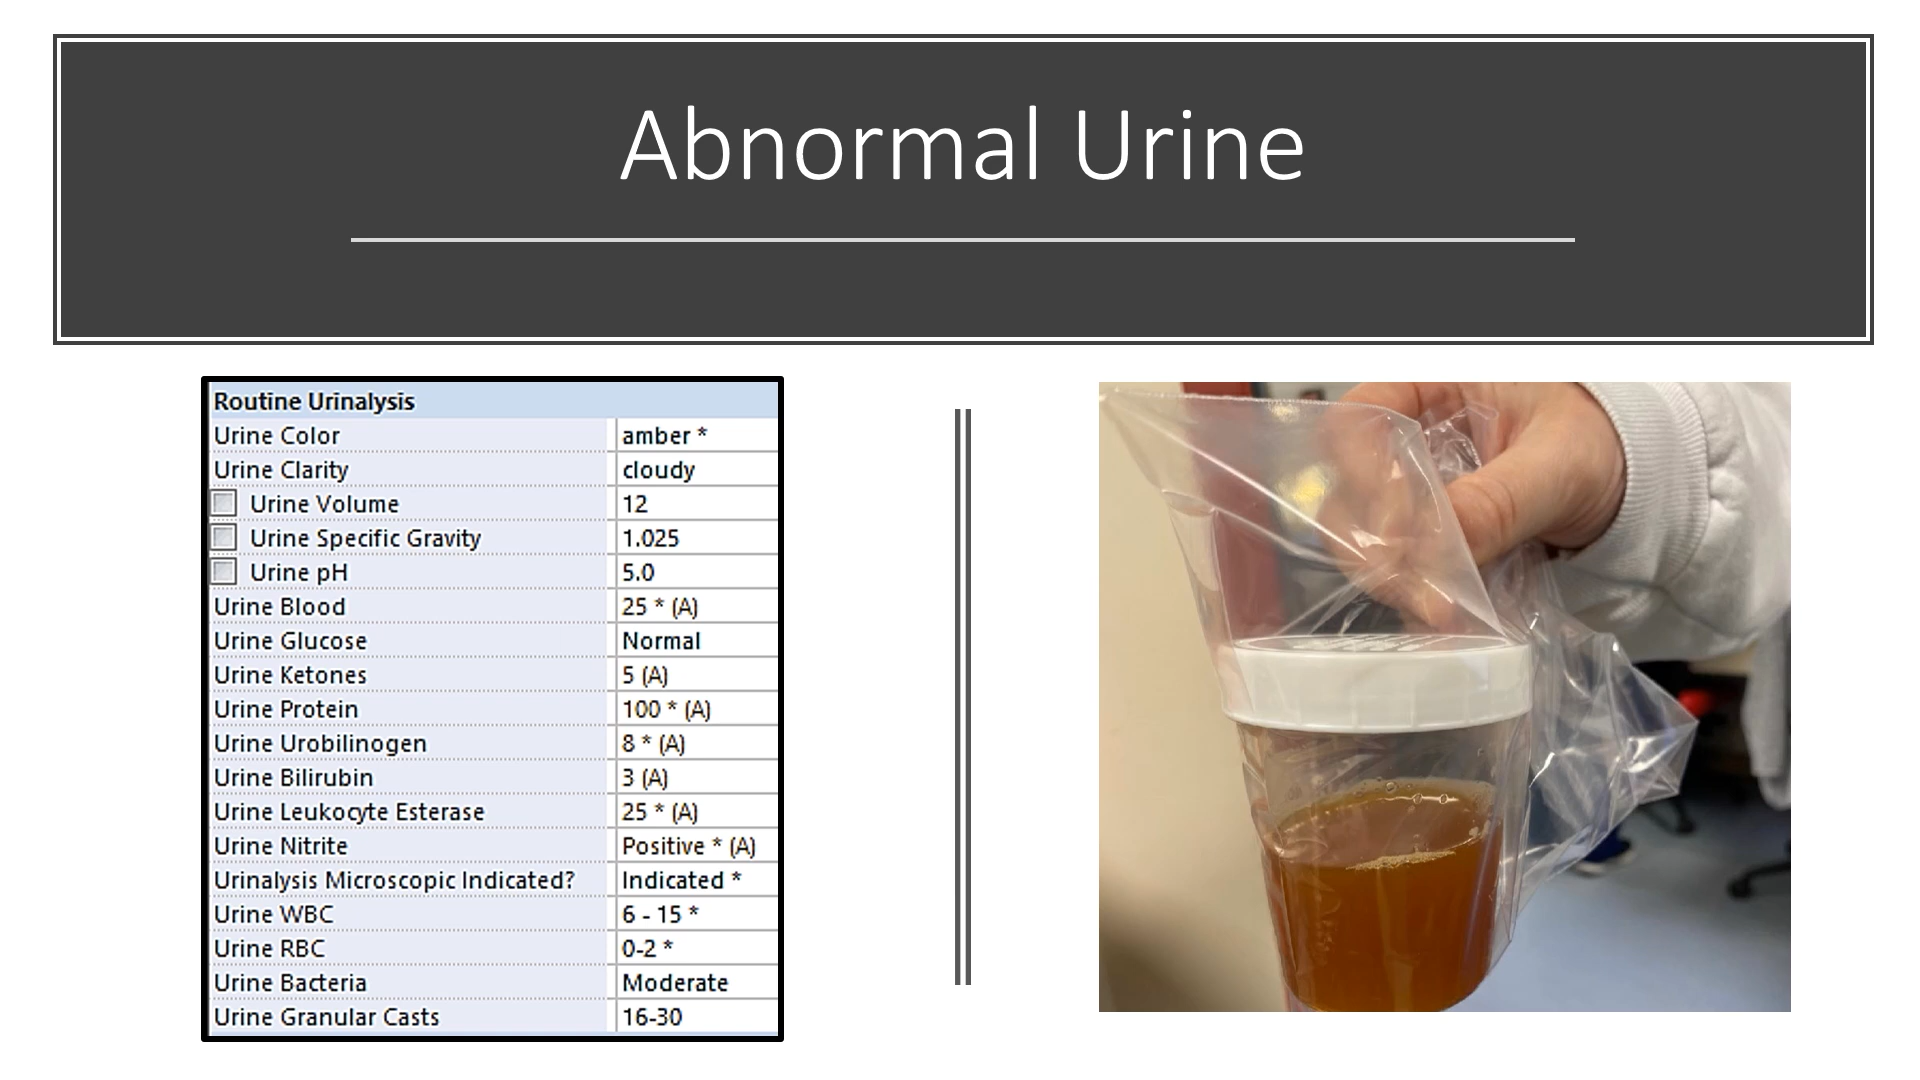 Abnormal Urine
Routine Urinalysis
Urine Color amber *
Urine Clarity cloudy
Urine Volume 12
Urine Specific Gravity 1.025
Urine pH 5.0
Urine Blood 25 * (A)
Urine Glucose Normal
Urine Ketones 5 (A)
Urine Protein 100 * (A)
Urine Urobilinogen 8 * (A)
Urine Bilirubin 3 (A)
Urine Leukocyte Esterase 25 * (A)
Urine Nitrite Positive * (A)
Urinalysis Microscopic Indicated? Indicated *
Urine WBC 6 - 15 *
Urine RBC 0-2 *
Urine Bacteria Moderate
Urine Granular Casts 16-30